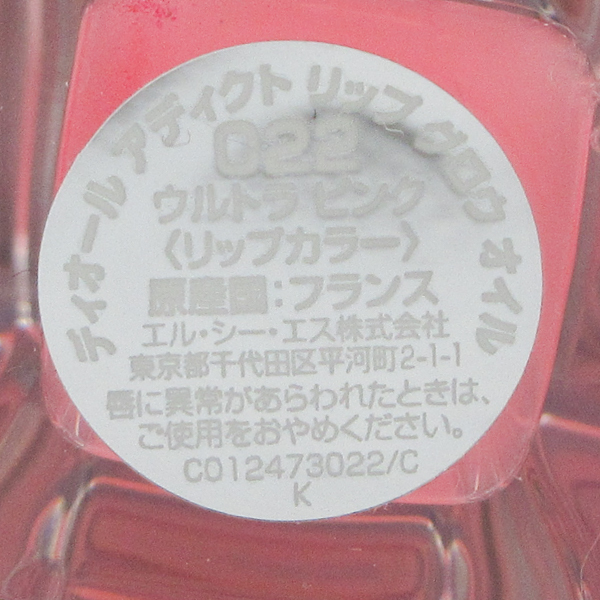 ディオール アディクト リップ グロウ オイル
022
ウルトラ ピンク
〈リップカラー〉
原産国：フランス
エル・シー・エス株式会社
東京都千代田区平河町2-1-1
唇に異常があらわれたときは、
ご使用をおやめください。
C012473022/C
K